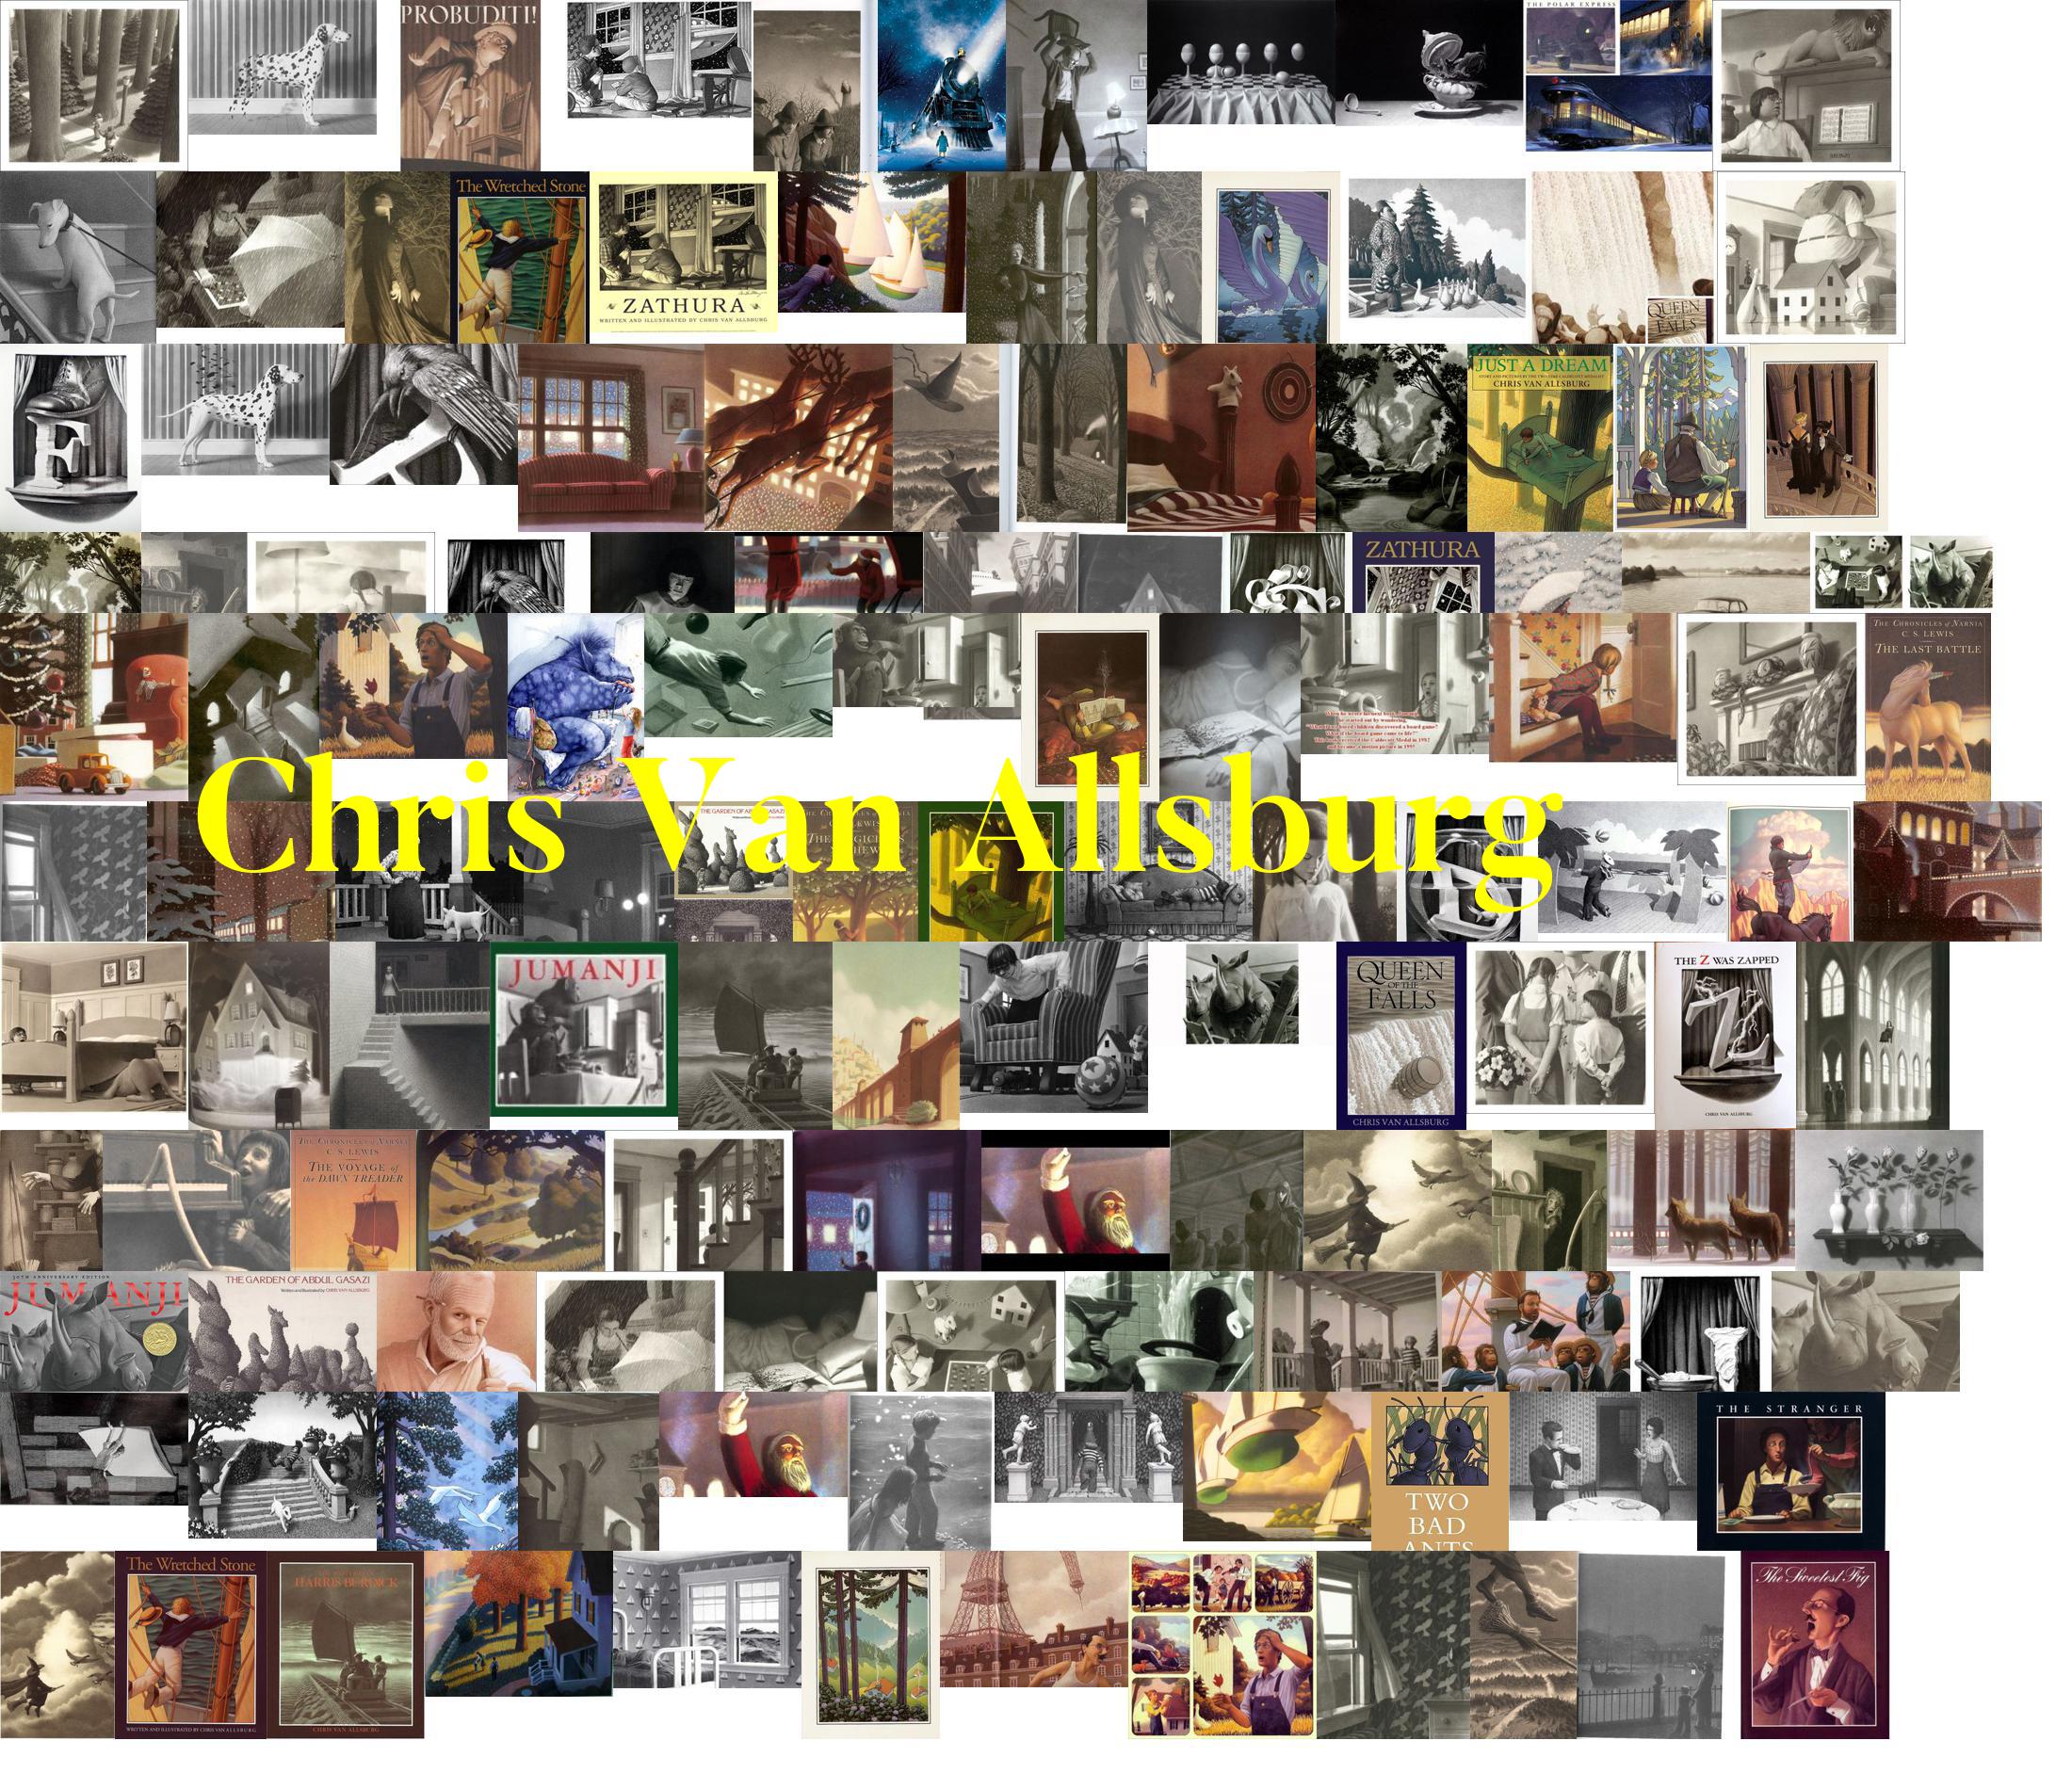 PROBUDITI!
THE POLAR EXPRESS
The Wretched Stone
ZATHURA
WRITTEN AND ILLUSTRATED BY CHRIS VAN ALLSBURG
QUEEN
OF THE
FALLS
JUST A DREAM
CHRIS VAN ALLSBURG
ZATHURA
THE CHRONICLES of NARNIA
C. S. LEWIS
THE LAST BATTLE
Chris Van Allsburg
THE GARDEN OF ABDUL GASAZI
JUMANJI
QUEEN
OF THE
FALLS
CHRIS VAN ALLSBURG
THE Z WAS ZAPPED
CHRIS VAN ALLSBURG
THE CHRONICLES of NARNIA
C. S. LEWIS
THE VOYAGE of
the DAWN TREADER
JUMANJI
THE GARDEN OF ABDUL GASAZI
Written and Illustrated by CHRIS VAN ALLSBURG
THE STRANGER
TWO
BAD
ANTS
The Wretched Stone
WRITTEN AND ILLUSTRATED BY CHRIS VAN ALLSBURG
HARRIS BURDICK
CHRIS VAN ALLSBURG
The Sweetest Fig